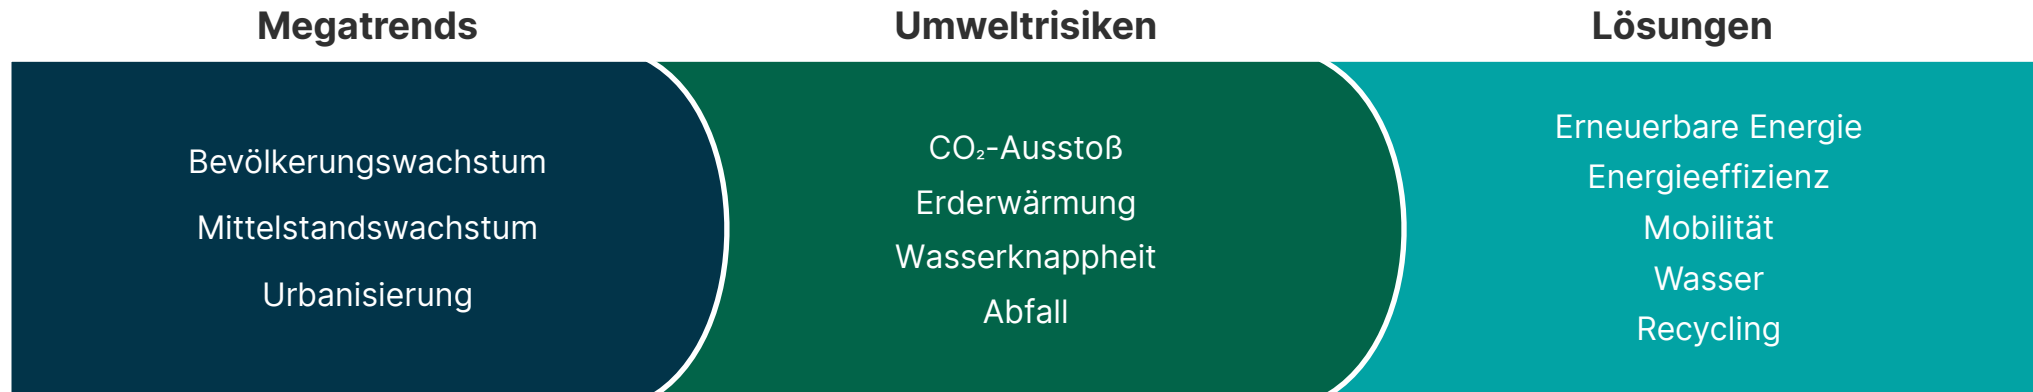 Megatrends
Bevölkerungswachstum
Mittelstandswachstum
Urbanisierung
Umweltrisiken
CO₂-Ausstoß
Erderwärmung
Wasserknappheit
Abfall
Lösungen
Erneuerbare Energie
Energieeffizienz
Mobilität
Wasser
Recycling